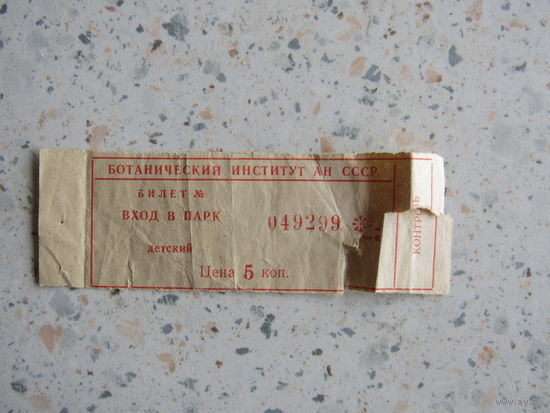 БОТАНИЧЕСКИЙ ИНСТИТУТ АН СССР
БИЛЕТ №
ВХОД В ПАРК
049299
детский
Цена 5 коп.
КОНТРОЛЬ